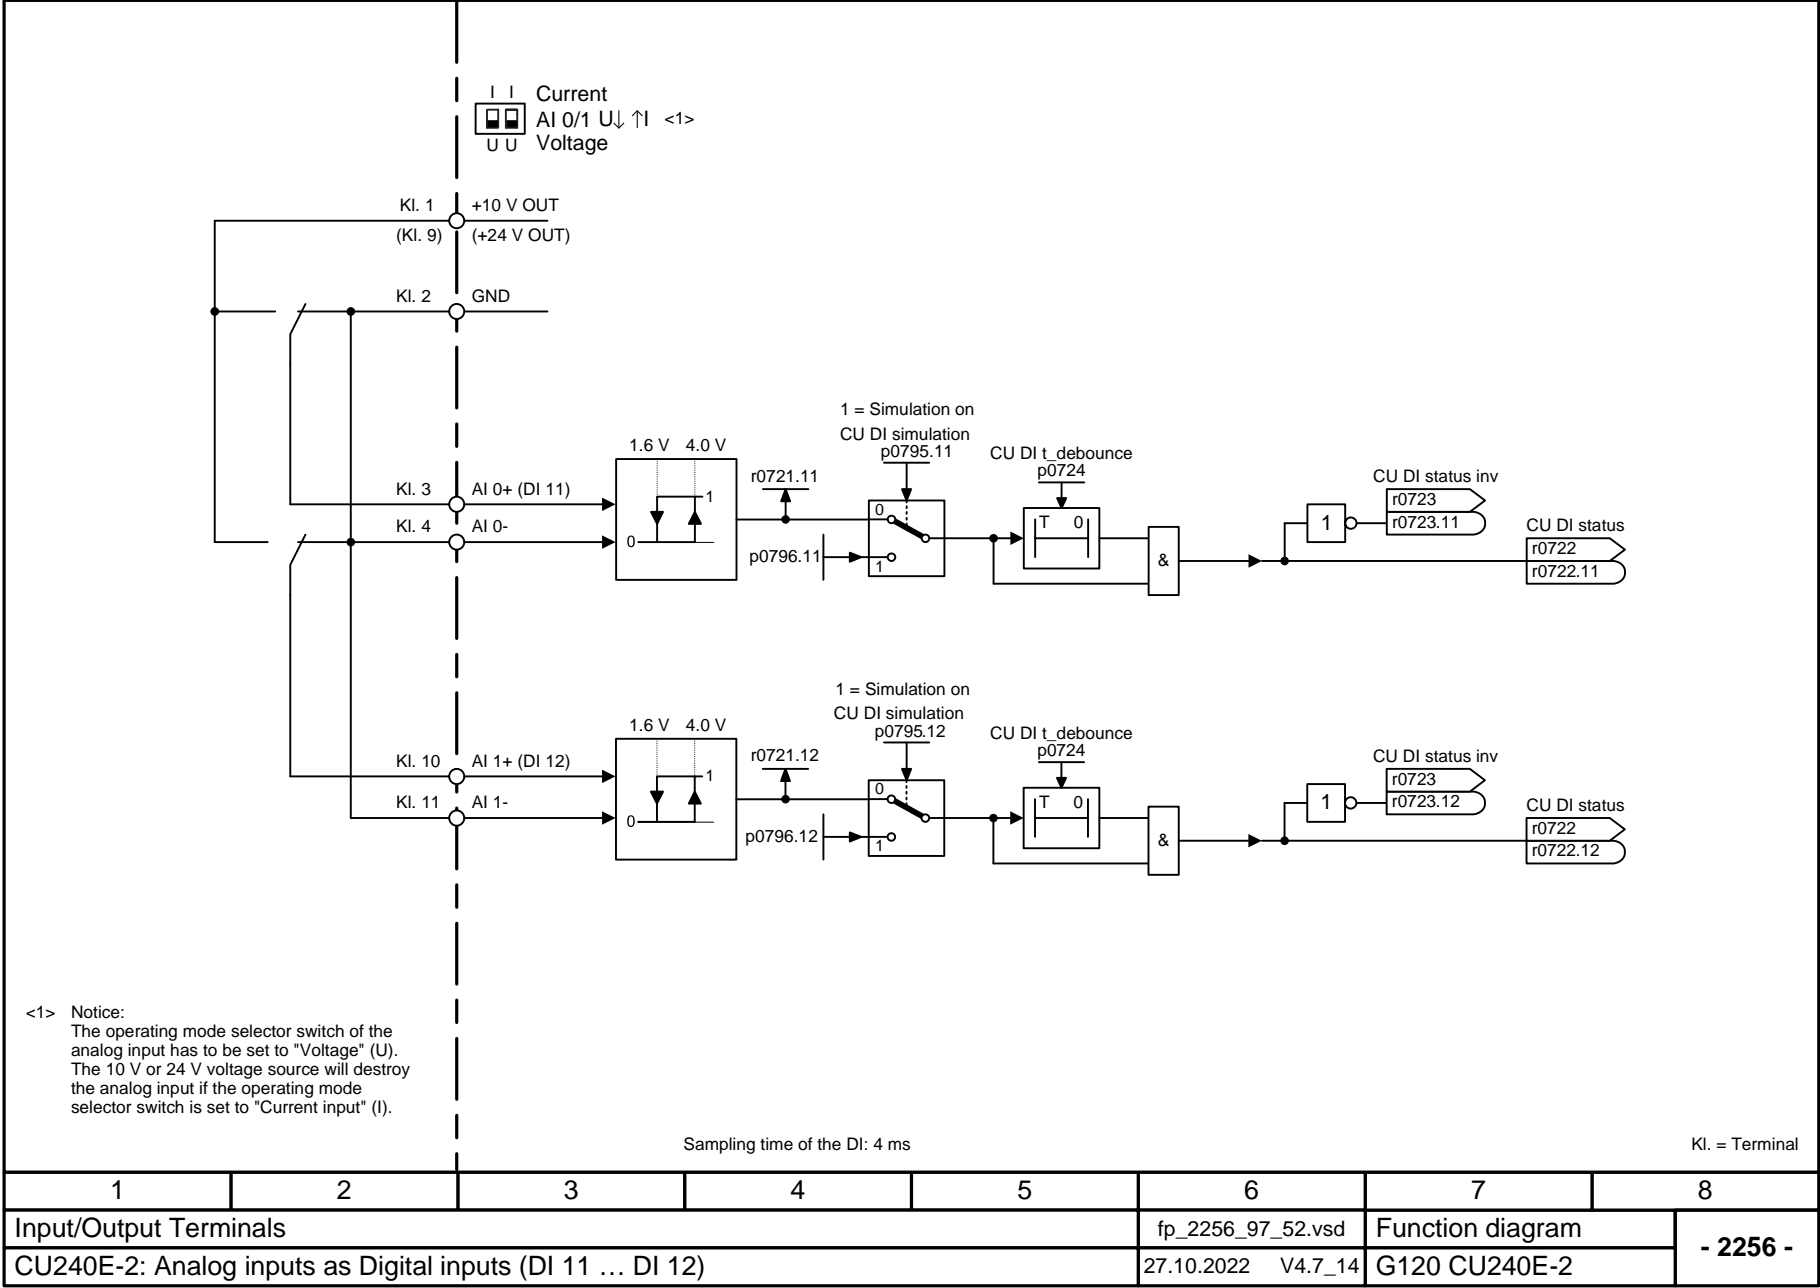 I I Current
AI 0/1 U↓ ↑I <1>
U U Voltage
Kl. 1 +10 V OUT
(Kl. 9) (+24 V OUT)
Kl. 2 GND
1 = Simulation on
CU DI simulation
p0795.11
1.6 V 4.0 V
r0721.11
CU DI t_debounce
p0724
CU DI status inv
r0723
r0723.11
Kl. 3 AI 0+ (DI 11)
Kl. 4 AI 0-
1
0
0
p0796.11
1
T 0
&
1
CU DI status
r0722
r0722.11
1 = Simulation on
CU DI simulation
p0795.12
1.6 V 4.0 V
r0721.12
CU DI t_debounce
p0724
CU DI status inv
r0723
r0723.12
Kl. 10 AI 1+ (DI 12)
Kl. 11 AI 1-
1
0
0
p0796.12
1
T 0
&
1
CU DI status
r0722
r0722.12
<1> Notice:
The operating mode selector switch of the
analog input has to be set to "Voltage" (U).
The 10 V or 24 V voltage source will destroy
the analog input if the operating mode
selector switch is set to "Current input" (I).
Sampling time of the DI: 4 ms
Kl. = Terminal
1 2 3 4 5 6 7 8
Input/Output Terminals fp_2256_97_52.vsd Function diagram
- 2256 -
CU240E-2: Analog inputs as Digital inputs (DI 11 … DI 12) 27.10.2022 V4.7_14 G120 CU240E-2